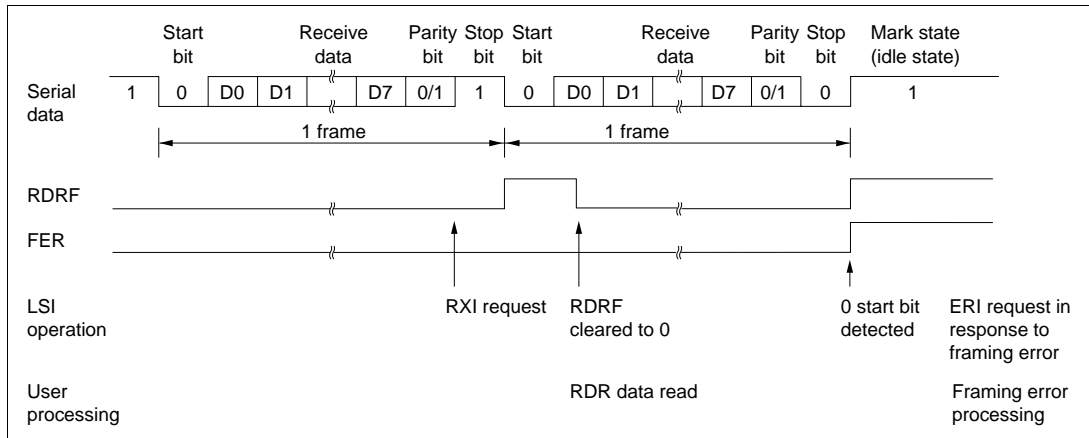 Start bit Receive data Parity bit Stop bit Start bit Receive data Parity bit Stop bit Mark state (idle state)
Serial data 1 0 D0 D1 D7 0/1 1 0 D0 D1 D7 0/1 0 1
1 frame 1 frame
RDRF
FER
LSI operation RXI request RDRF cleared to 0 0 start bit detected ERI request in response to framing error
User processing RDR data read Framing error processing